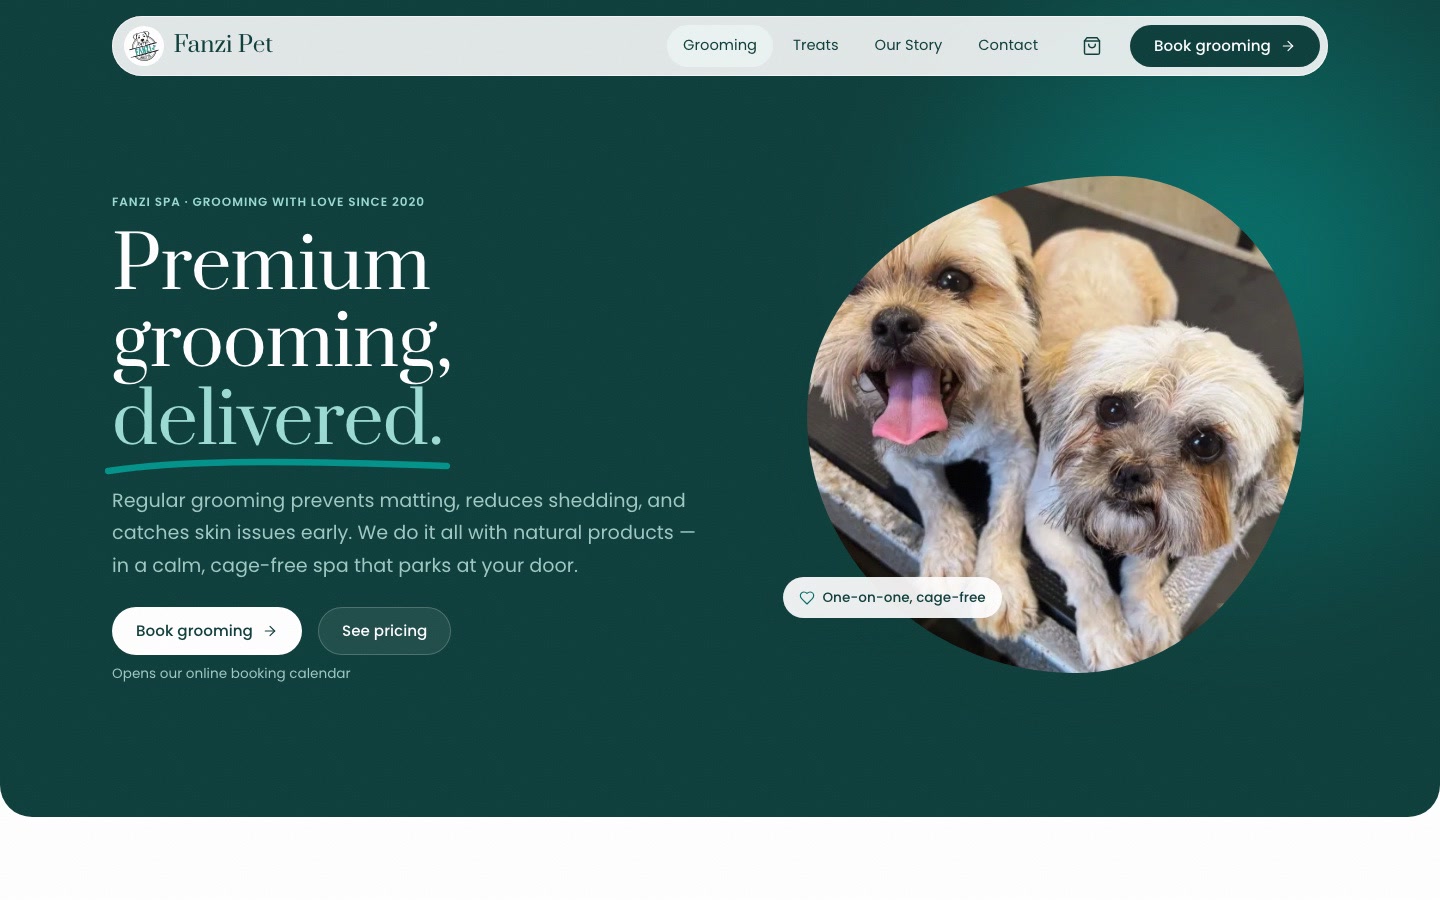 Fanzi Pet
Grooming
Treats
Our Story
Contact
Book grooming
FANZI SPA · GROOMING WITH LOVE SINCE 2020
Premium
grooming,
delivered.
Regular grooming prevents matting, reduces shedding, and
catches skin issues early. We do it all with natural products —
in a calm, cage-free spa that parks at your door.
One-on-one, cage-free
Book grooming
See pricing
Opens our online booking calendar